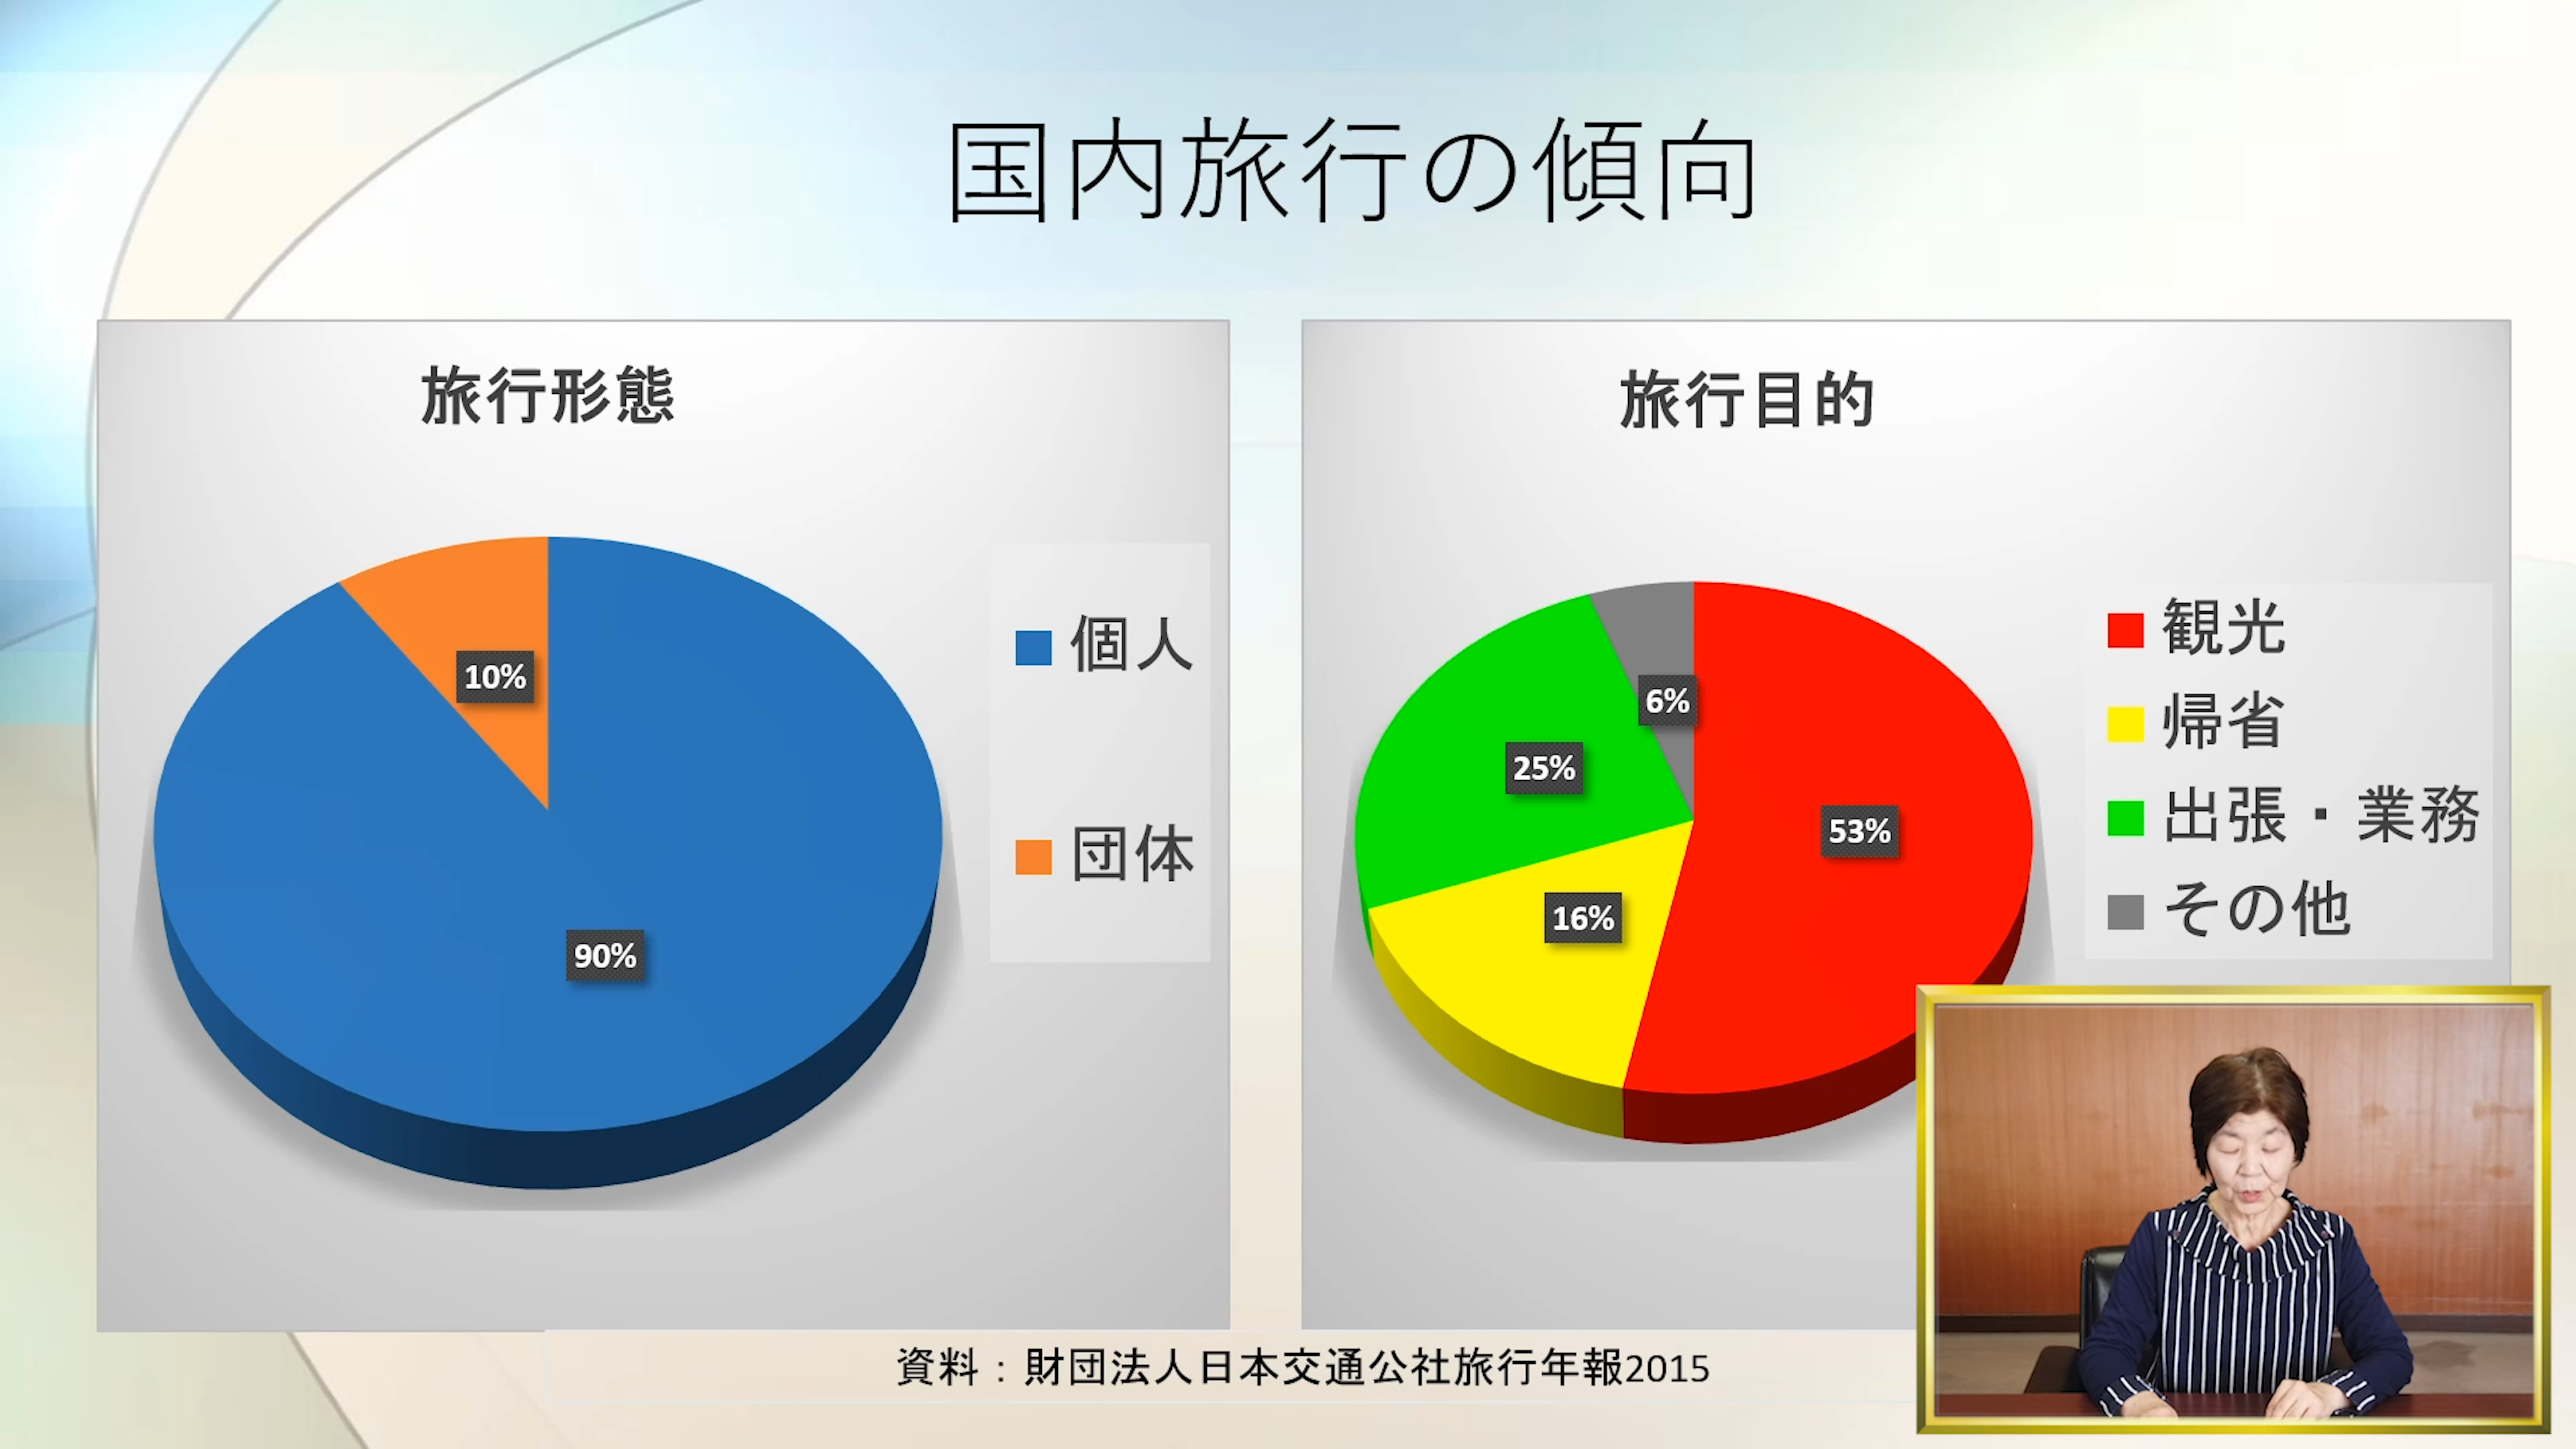 国内旅行の傾向
旅行形態
10%
90%
個人
団体
旅行目的
6%
25%
53%
16%
観光
帰省
出張・業務
その他
資料：財団法人日本交通公社旅行年報2015